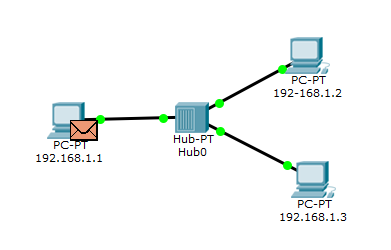 PC-PT
192-168.1.2
Hub-PT
Hub0
PC-PT
192.168.1.1
PC-PT
192.168.1.3